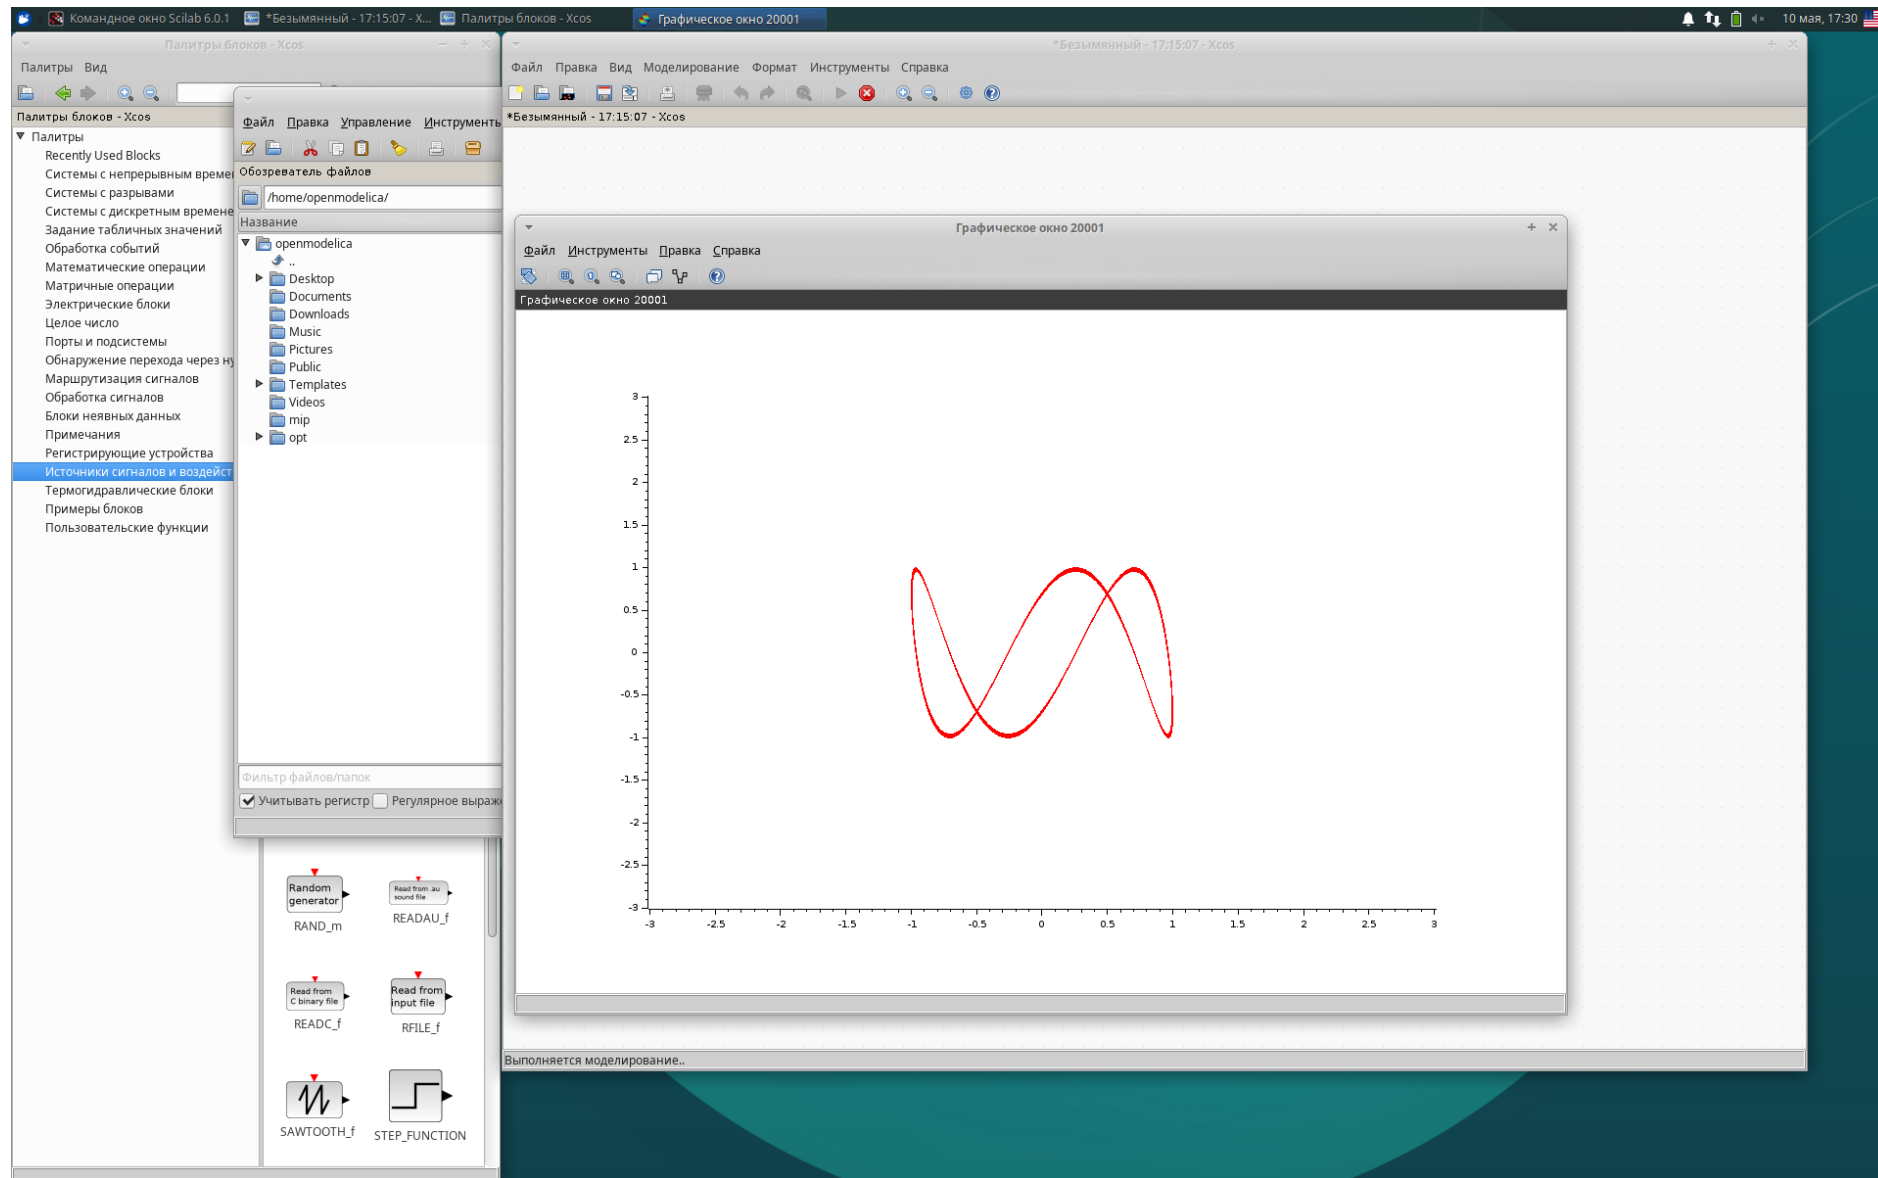 Командное окно Scilab 6.0.1
*Безымянный - 17:15:07 - X...
Палитры блоков - Xcos
Графическое окно 20001
10 мая, 17:30
Палитры блоков - Xcos
Палитры Вид
Палитры блоков - Xcos
Палитры
Recently Used Blocks
Системы с непрерывным времен
Системы с разрывами
Системы с дискретным времене
Задание табличных значений
Обработка событий
Математические операции
Матричные операции
Электрические блоки
Целое число
Порты и подсистемы
Обнаружение перехода через ну
Маршрутизация сигналов
Обработка сигналов
Блоки неявных данных
Примечания
Регистрирующие устройства
Источники сигналов и воздейст
Термогидравлические блоки
Примеры блоков
Пользовательские функции
Файл Правка Управление Инструменты
Обозреватель файлов
/home/openmodelica/
Название
openmodelica
..
Desktop
Documents
Downloads
Music
Pictures
Public
Templates
Videos
mip
opt
Фильтр файлов/папок
Учитывать регистр Регулярное выраж
Random
generator
RAND_m
Read from .au
sound file
READAU_f
Read from
C binary file
READC_f
Read from
input file
RFILE_f
SAWTOOTH_f
STEP_FUNCTION
*Безымянный - 17:15:07 - Xcos
Файл Правка Вид Моделирование Формат Инструменты Справка
*Безымянный - 17:15:07 - Xcos
Графическое окно 20001
Файл Инструменты Правка Справка
Графическое окно 20001
3
2.5
2
1.5
1
0.5
0
-0.5
-1
-1.5
-2
-2.5
-3
-3 -2.5 -2 -1.5 -1 -0.5 0 0.5 1 1.5 2 2.5 3
Выполняется моделирование..